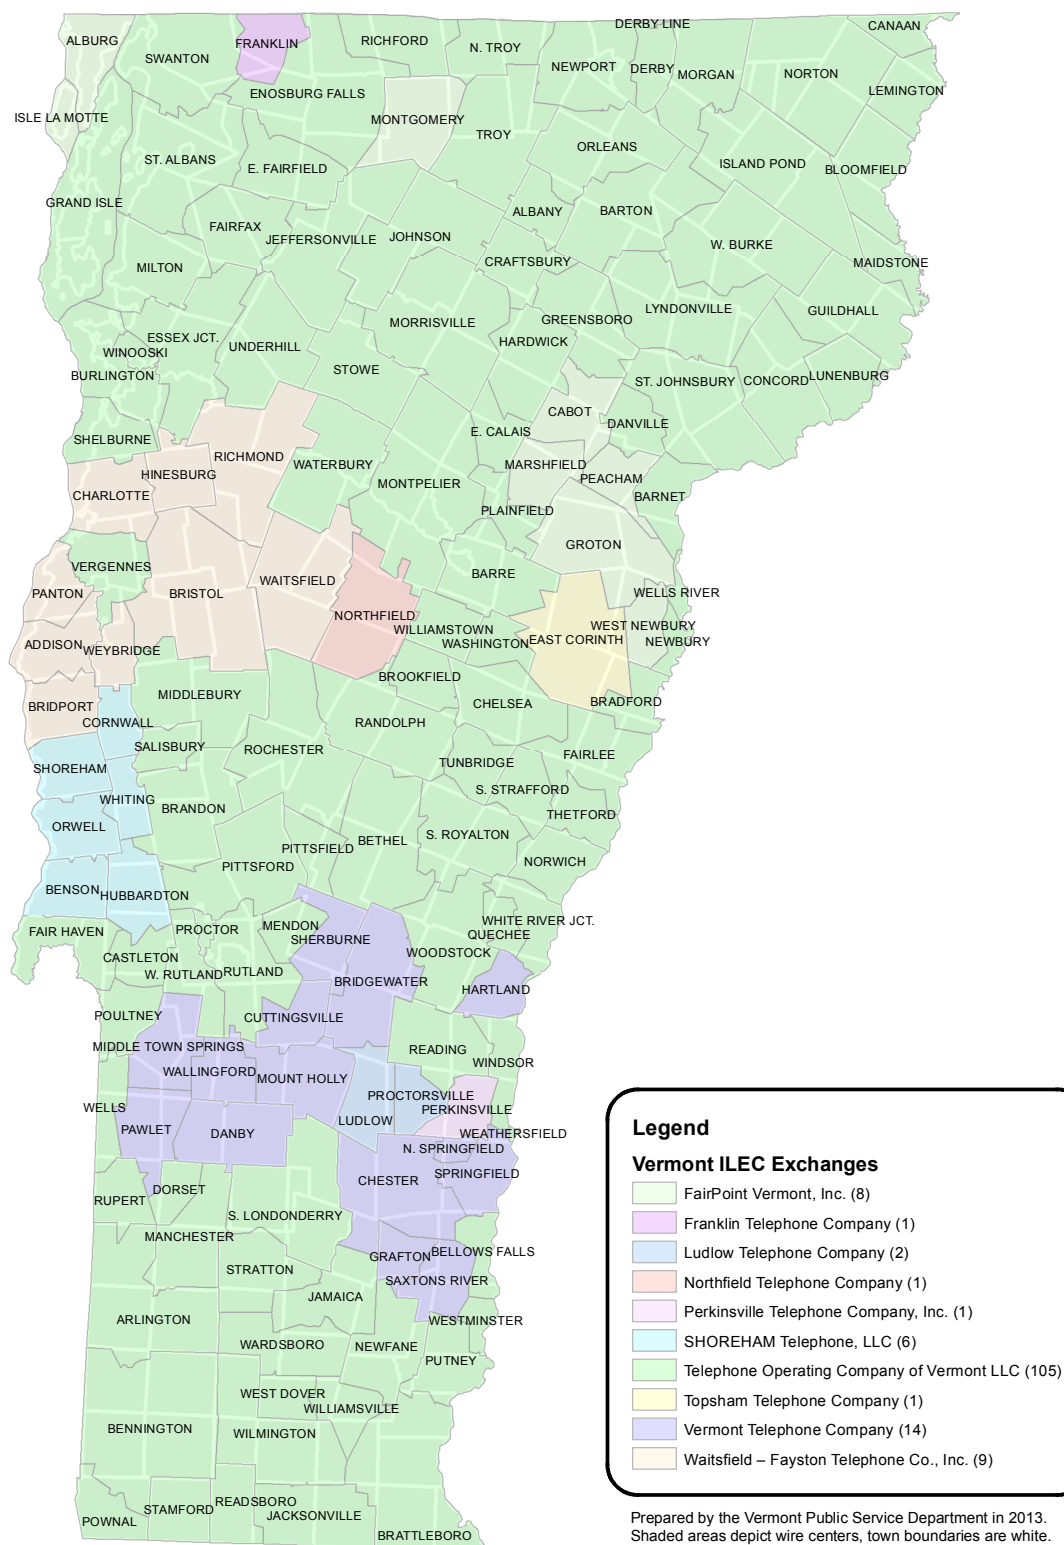 DERBY LINE
CANAAN
ALBURG
FRANKLIN
RICHFORD
N. TROY
SWANTON
NEWPORT
DERBY
MORGAN
NORTON
ENOSBURG FALLS
LEMINGTON
ISLE LA MOTTE
MONTGOMERY
TROY
ORLEANS
ST. ALBANS
E. FAIRFIELD
ISLAND POND
BLOOMFIELD
GRAND ISLE
ALBANY
BARTON
FAIRFAX
JEFFERSONVILLE
JOHNSON
W. BURKE
MILTON
CRAFTSBURY
MAIDSTONE
ESSEX JCT.
MORRISVILLE
GREENSBORO
LYNDONVILLE
GUILDHALL
WINOOSKI
UNDERHILL
HARDWICK
BURLINGTON
STOWE
ST. JOHNSBURY
CONCORD
LUNENBURG
CABOT
DANVILLE
SHELBURNE
E. CALAIS
RICHMOND
WATERBURY
MARSHFIELD
HINESBURG
MONTPELIER
PEACHAM
CHARLOTTE
BARNET
PLAINFIELD
GROTON
VERGENNES
BARRE
PANTON
BRISTOL
WAITSFIELD
WELLS RIVER
NORTHFIELD
WILLIAMSTOWN
WEST NEWBURY
ADDISON
WEYBRIDGE
WASHINGTON
EAST CORINTH
NEWBURY
BROOKFIELD
MIDDLEBURY
BRIDPORT
CHELSEA
BRADFORD
CORNWALL
RANDOLPH
SALISBURY
ROCHESTER
FAIRLEE
SHOREHAM
TUNBRIDGE
S. STRAFFORD
WHITING
BRANDON
THETFORD
ORWELL
PITTSFIELD
BETHEL
S. ROYALTON
PITTSFORD
NORWICH
BENSON
HUBBARDTON
FAIR HAVEN
PROCTOR
MENDON
SHERBURNE
WHITE RIVER JCT.
QUECHEE
CASTLETON
WOODSTOCK
W. RUTLAND
RUTLAND
BRIDGEWATER
HARTLAND
POULTNEY
CUTTINGSVILLE
MIDDLE TOWN SPRINGS
READING
WINDSOR
WALLINGFORD
MOUNT HOLLY
PROCTORSVILLE
WELLS
PERKINSVILLE
PAWLET
DANBY
LUDLOW
WEATHERSFIELD
N. SPRINGFIELD
CHESTER
SPRINGFIELD
DORSET
RUPERT
S. LONDONDERRY
MANCHESTER
GRAFTON
BELLOWS FALLS
STRATTON
SAXTONS RIVER
JAMAICA
ARLINGTON
WESTMINSTER
WARDSBORO
NEWFANE
PUTNEY
WEST DOVER
WILLIAMSVILLE
BENNINGTON
WILMINGTON
STAMFORD
READSBORO
JACKSONVILLE
POWNAL
BRATTLEBORO
Legend
Vermont ILEC Exchanges
FairPoint Vermont, Inc. (8)
Franklin Telephone Company (1)
Ludlow Telephone Company (2)
Northfield Telephone Company (1)
Perkinsville Telephone Company, Inc. (1)
SHOREHAM Telephone, LLC (6)
Telephone Operating Company of Vermont LLC (105)
Topsham Telephone Company (1)
Vermont Telephone Company (14)
Waitsfield – Fayston Telephone Co., Inc. (9)
Prepared by the Vermont Public Service Department in 2013.
Shaded areas depict wire centers, town boundaries are white.